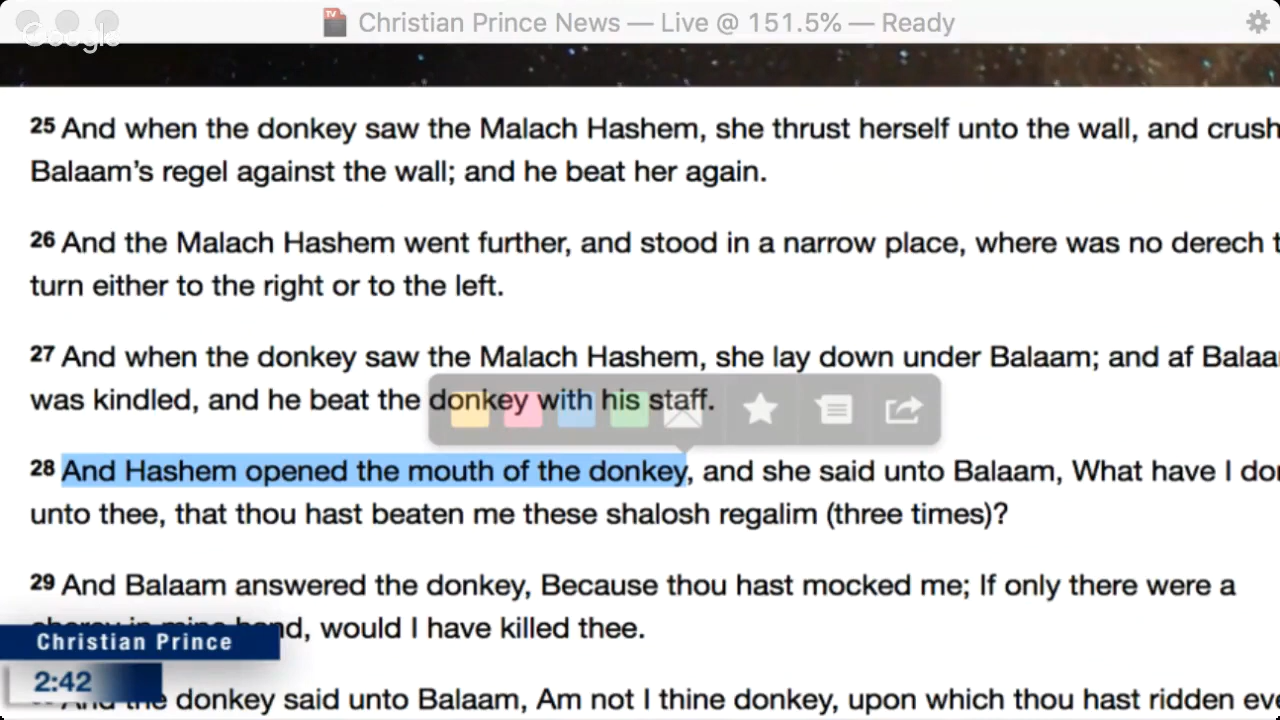 Christian Prince News — Live @ 151.5% — Ready
Google
25 And when the donkey saw the Malach Hashem, she thrust herself unto the wall, and crush
Balaam’s regel against the wall; and he beat her again.
26 And the Malach Hashem went further, and stood in a narrow place, where was no derech t
turn either to the right or to the left.
27 And when the donkey saw the Malach Hashem, she lay down under Balaam; and af Balaa
was kindled, and he beat the donkey with his staff.
28 And Hashem opened the mouth of the donkey, and she said unto Balaam, What have I do
unto thee, that thou hast beaten me these shalosh regalim (three times)?
29 And Balaam answered the donkey, Because thou hast mocked me; If only there were a
in mine hand, would I have killed thee.
Christian Prince
2:42
And the donkey said unto Balaam, Am not I thine donkey, upon which thou hast ridden eve